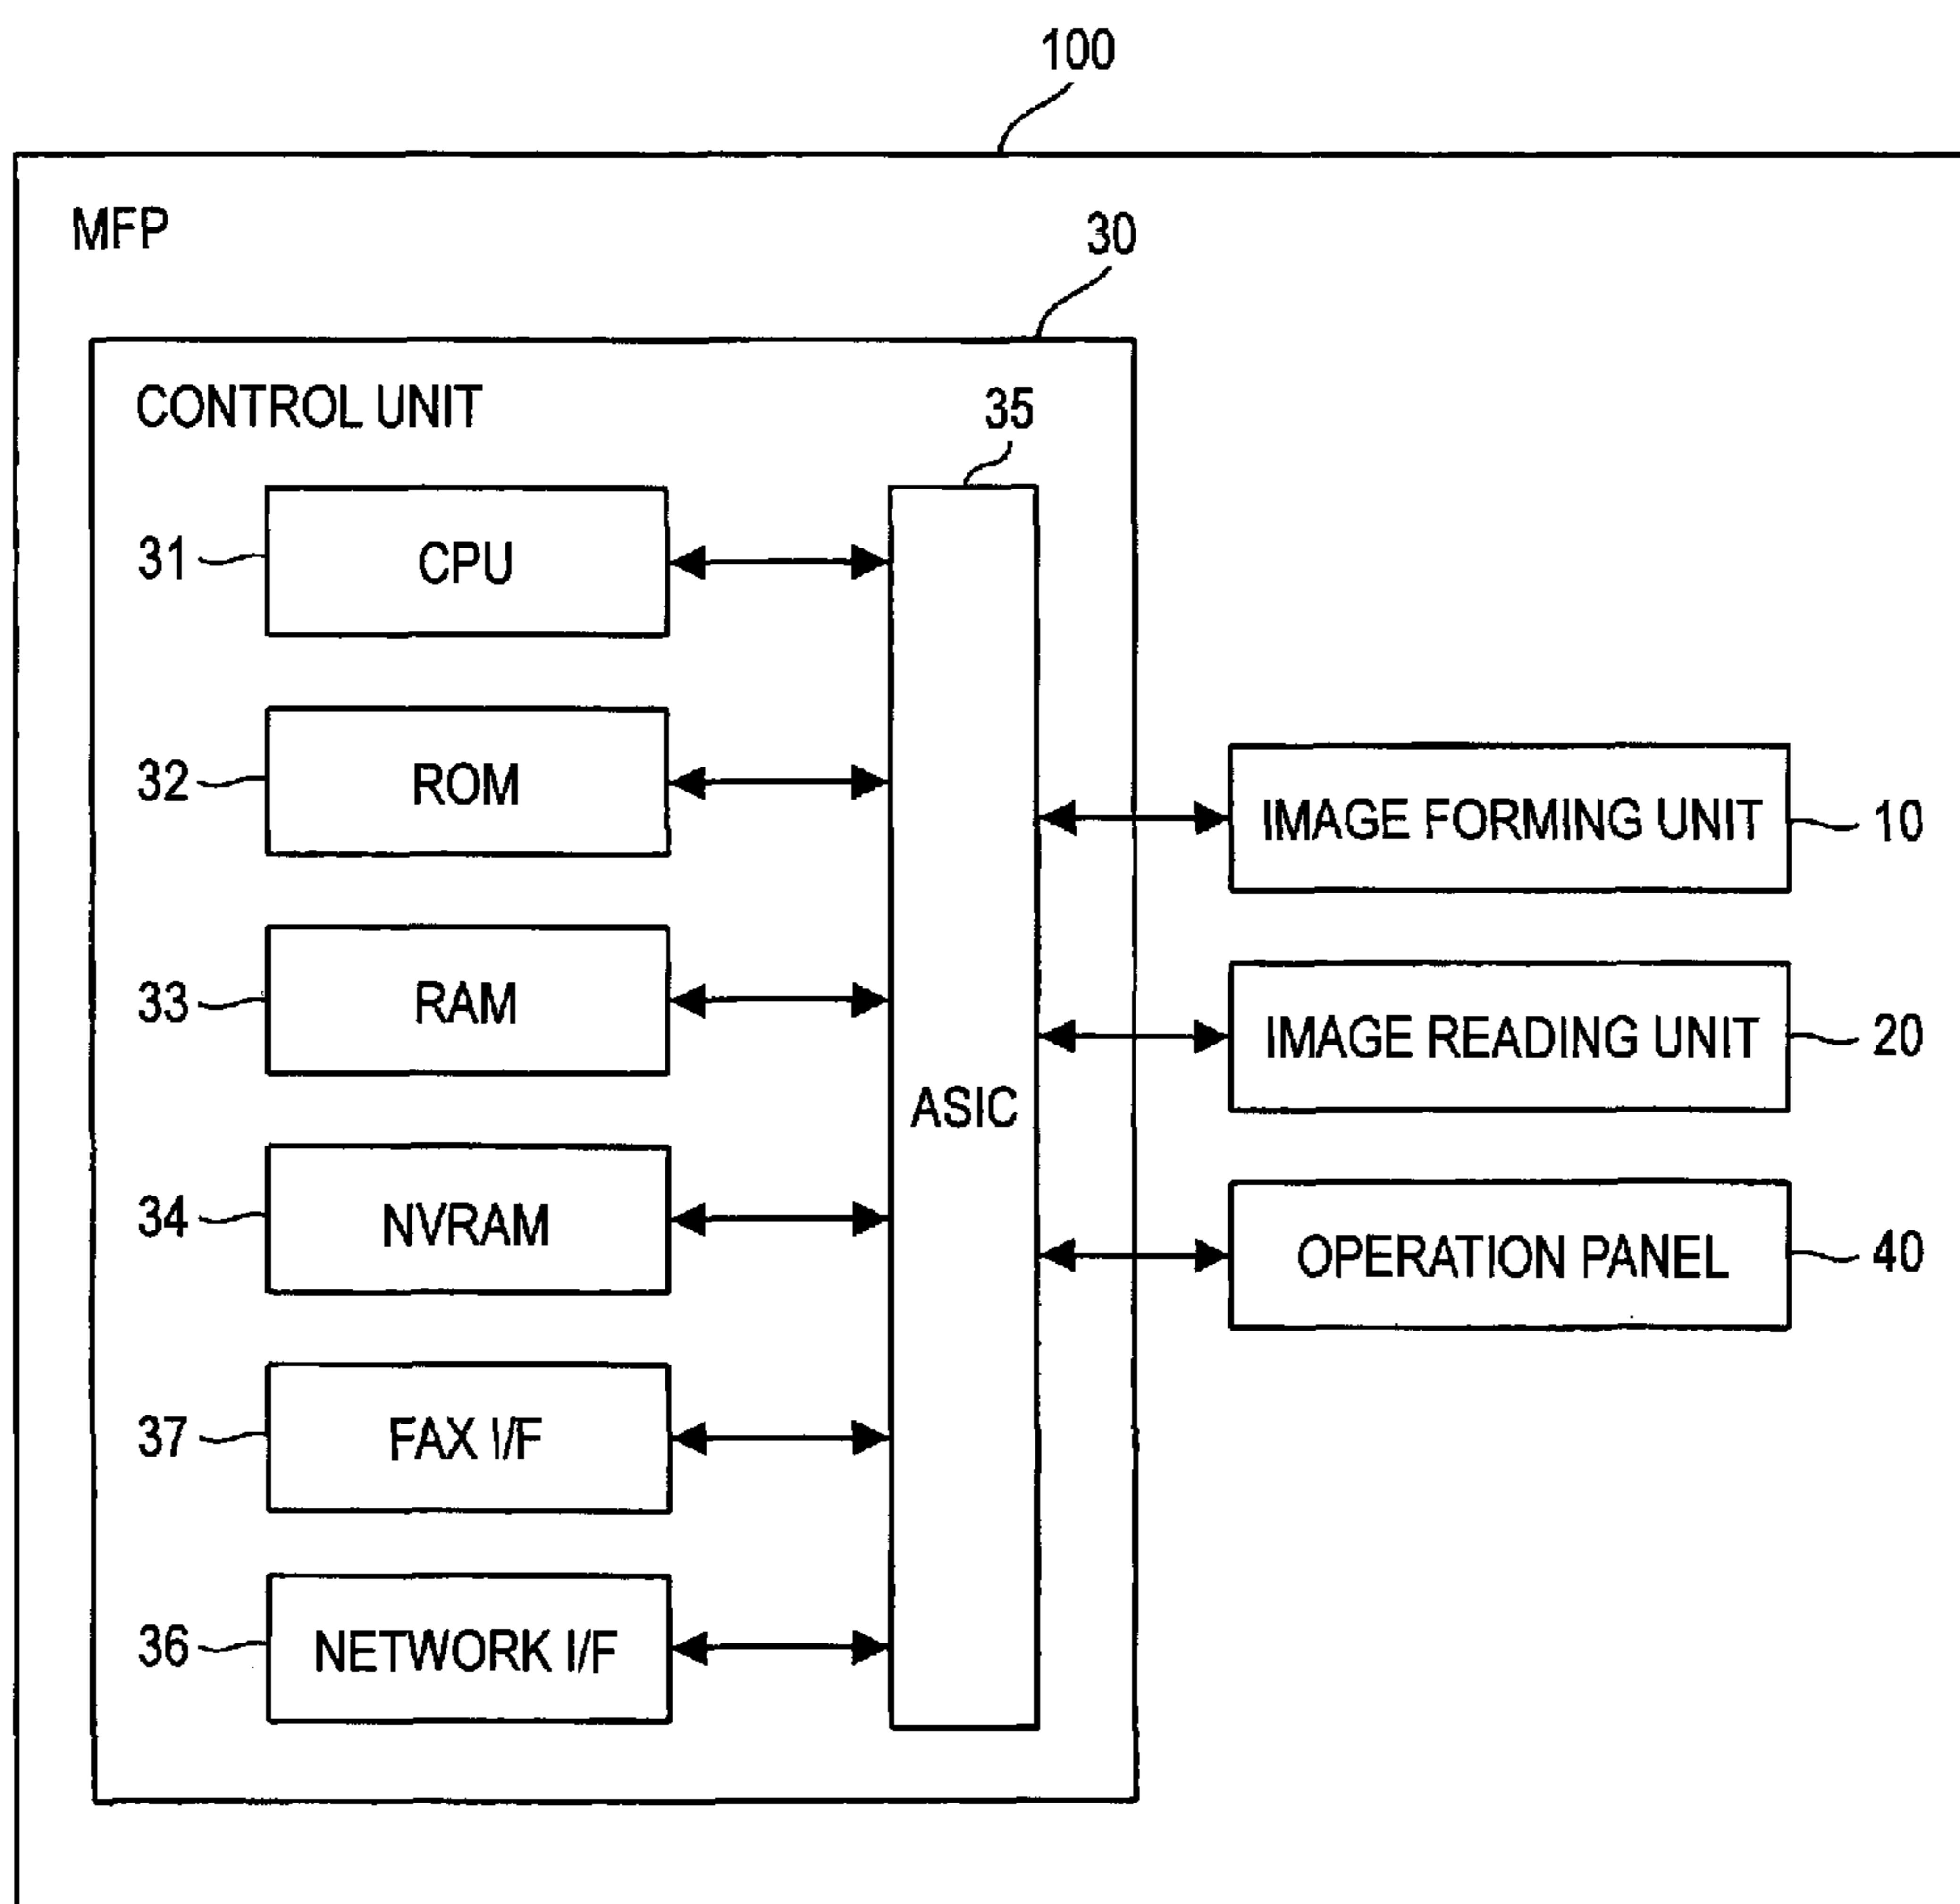 100
MFP
30
CONTROL UNIT
35
31
CPU
32
ROM
33
RAM
34
NVRAM
37
FAX I/F
36
NETWORK I/F
ASIC
IMAGE FORMING UNIT
10
IMAGE READING UNIT
20
OPERATION PANEL
40